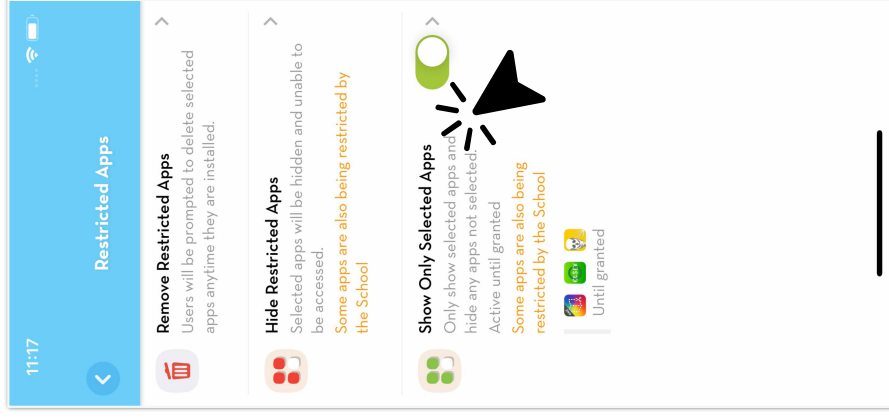 11:17
Restricted Apps
Remove Restricted Apps
Users will be prompted to delete selected
apps anytime they are installed.
Hide Restricted Apps
Selected apps will be hidden and unable to
be accessed.
Some apps are also being restricted by
the School
Show Only Selected Apps
Only show selected apps and
hide any apps not selected.
Active until granted
Some apps are also being
restricted by the School
Until granted